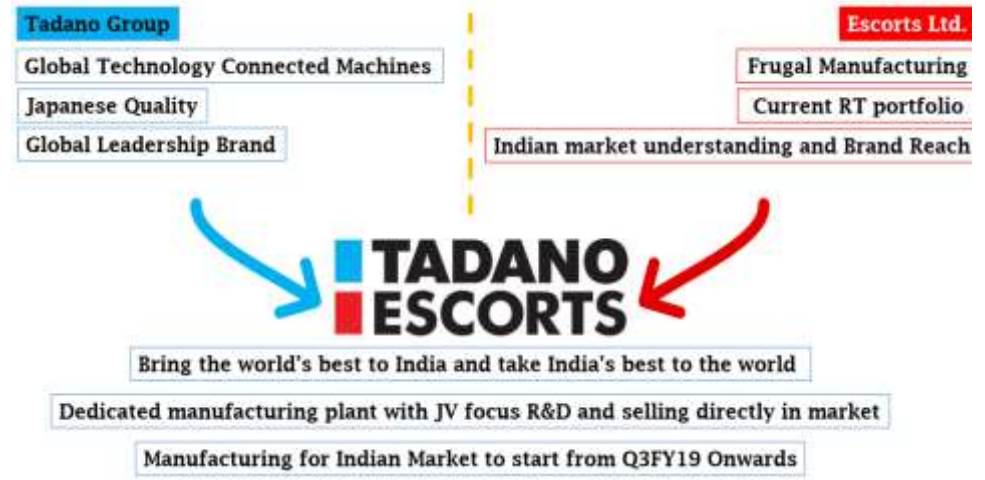 Tadano Group
Global Technology Connected Machines
Japanese Quality
Global Leadership Brand
Escorts Ltd.
Frugal Manufacturing
Current RT portfolio
Indian market understanding and Brand Reach
TADANO
ESCORTS
Bring the world's best to India and take India's best to the world
Dedicated manufacturing plant with JV focus R&D and selling directly in market
Manufacturing for Indian Market to start from Q3FY19 Onwards